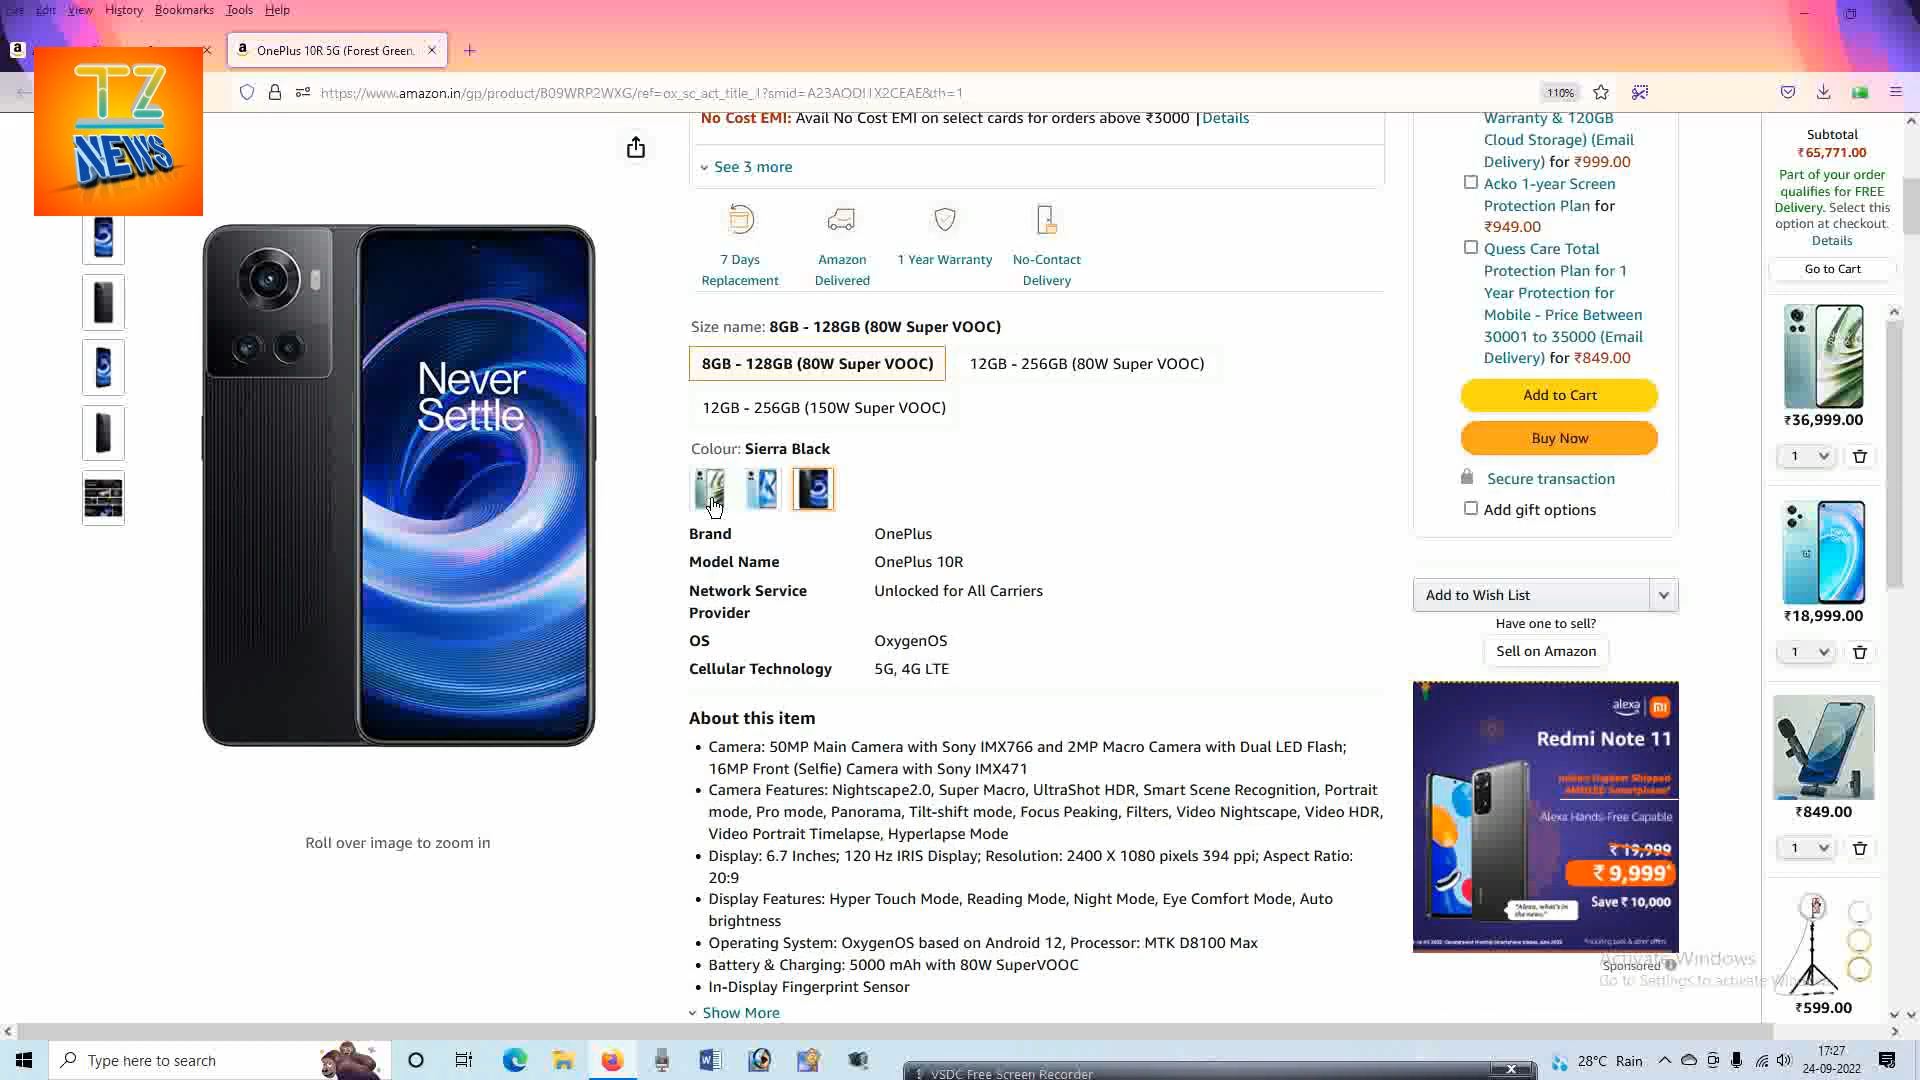 File Edit View History Bookmarks Tools Help
OnePlus 10R 5G (Forest Green,
110%
TZ
NEWS
No Cost EMI: Avail No Cost EMI on select cards for orders above ₹3000 | Details
See 3 more
7 Days Replacement
Amazon Delivered
1 Year Warranty
No-Contact Delivery
Size name: 8GB - 128GB (80W Super VOOC)
8GB - 128GB (80W Super VOOC)
12GB - 256GB (80W Super VOOC)
12GB - 256GB (150W Super VOOC)
Colour: Sierra Black
Never
Settle
Roll over image to zoom in
Brand OnePlus
Model Name OnePlus 10R
Network Service Provider Unlocked for All Carriers
OS OxygenOS
Cellular Technology 5G, 4G LTE
About this item
Camera: 50MP Main Camera with Sony IMX766 and 2MP Macro Camera with Dual LED Flash;
16MP Front (Selfie) Camera with Sony IMX471
Camera Features: Nightscape2.0, Super Macro, UltraShot HDR, Smart Scene Recognition, Portrait
mode, Pro mode, Panorama, Tilt-shift mode, Focus Peaking, Filters, Video Nightscape, Video HDR,
Video Portrait Timelapse, Hyperlapse Mode
Display: 6.7 Inches; 120 Hz IRIS Display; Resolution: 2400 X 1080 pixels 394 ppi; Aspect Ratio:
20:9
Display Features: Hyper Touch Mode, Reading Mode, Night Mode, Eye Comfort Mode, Auto
brightness
Operating System: OxygenOS based on Android 12, Processor: MTK D8100 Max
Battery & Charging: 5000 mAh with 80W SuperVOOC
In-Display Fingerprint Sensor
Show More
Warranty & 120GB
Cloud Storage) (Email
Delivery) for ₹999.00
Acko 1-year Screen
Protection Plan for
₹949.00
Quess Care Total
Protection Plan for 1
Year Protection for
Mobile - Price Between
30001 to 35000 (Email
Delivery) for ₹849.00
Add to Cart
Buy Now
Secure transaction
Add gift options
Add to Wish List
Have one to sell?
Sell on Amazon
alexa mi
Redmi Note 11
Alexa Hands-Free Capable
₹ 19,999
₹ 9,999*
Save ₹ 10,000
"Alexa, what's in
the news."
Sponsored
Subtotal
₹65,771.00
Part of your order
qualifies for FREE
Delivery. Select this
option at checkout.
Details
Go to Cart
₹36,999.00
1
₹18,999.00
1
₹849.00
1
₹599.00
Activate Windows
Go to Settings to activate
Type here to search
VSDC Free Screen Recorder
28°C Rain
17:27
24-09-2022